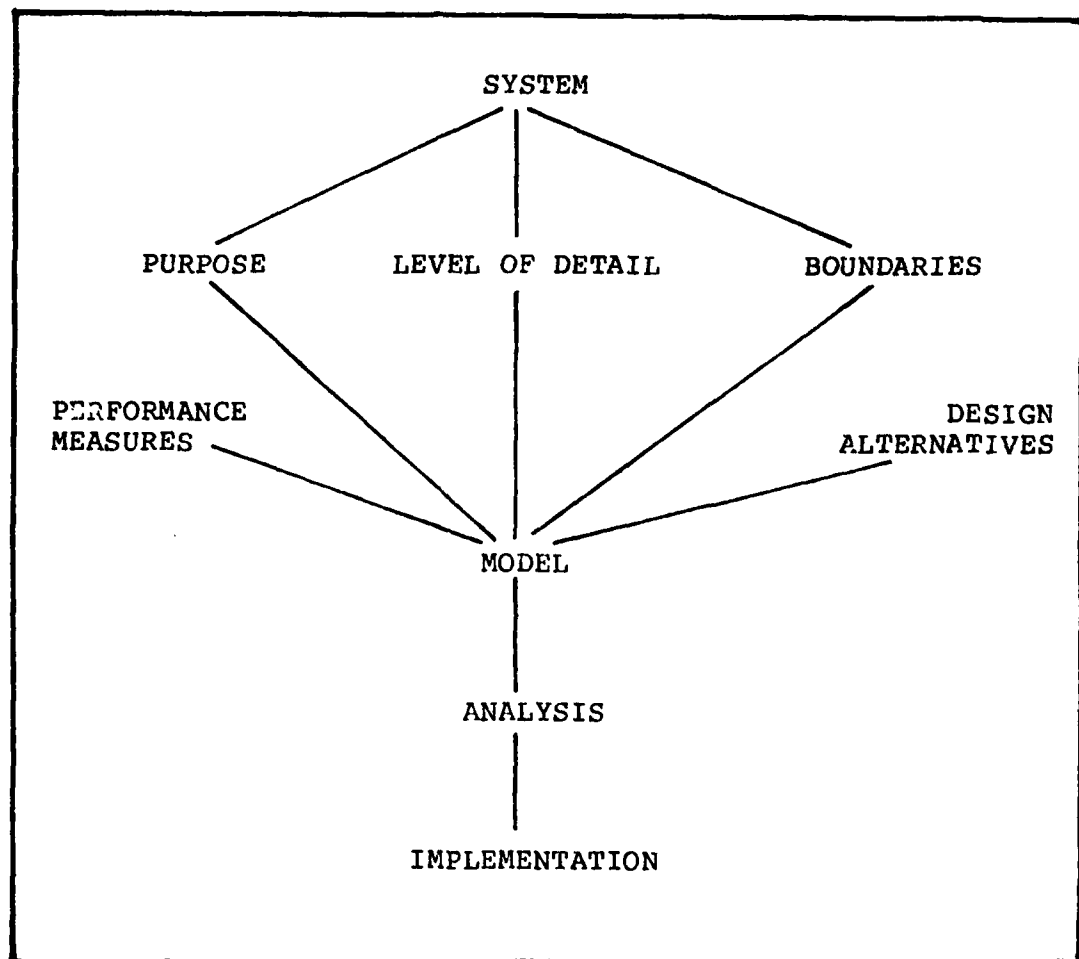 SYSTEM
PURPOSE LEVEL OF DETAIL BOUNDARIES
PERFORMANCE
MEASURES
DESIGN
ALTERNATIVES
MODEL
ANALYSIS
IMPLEMENTATION